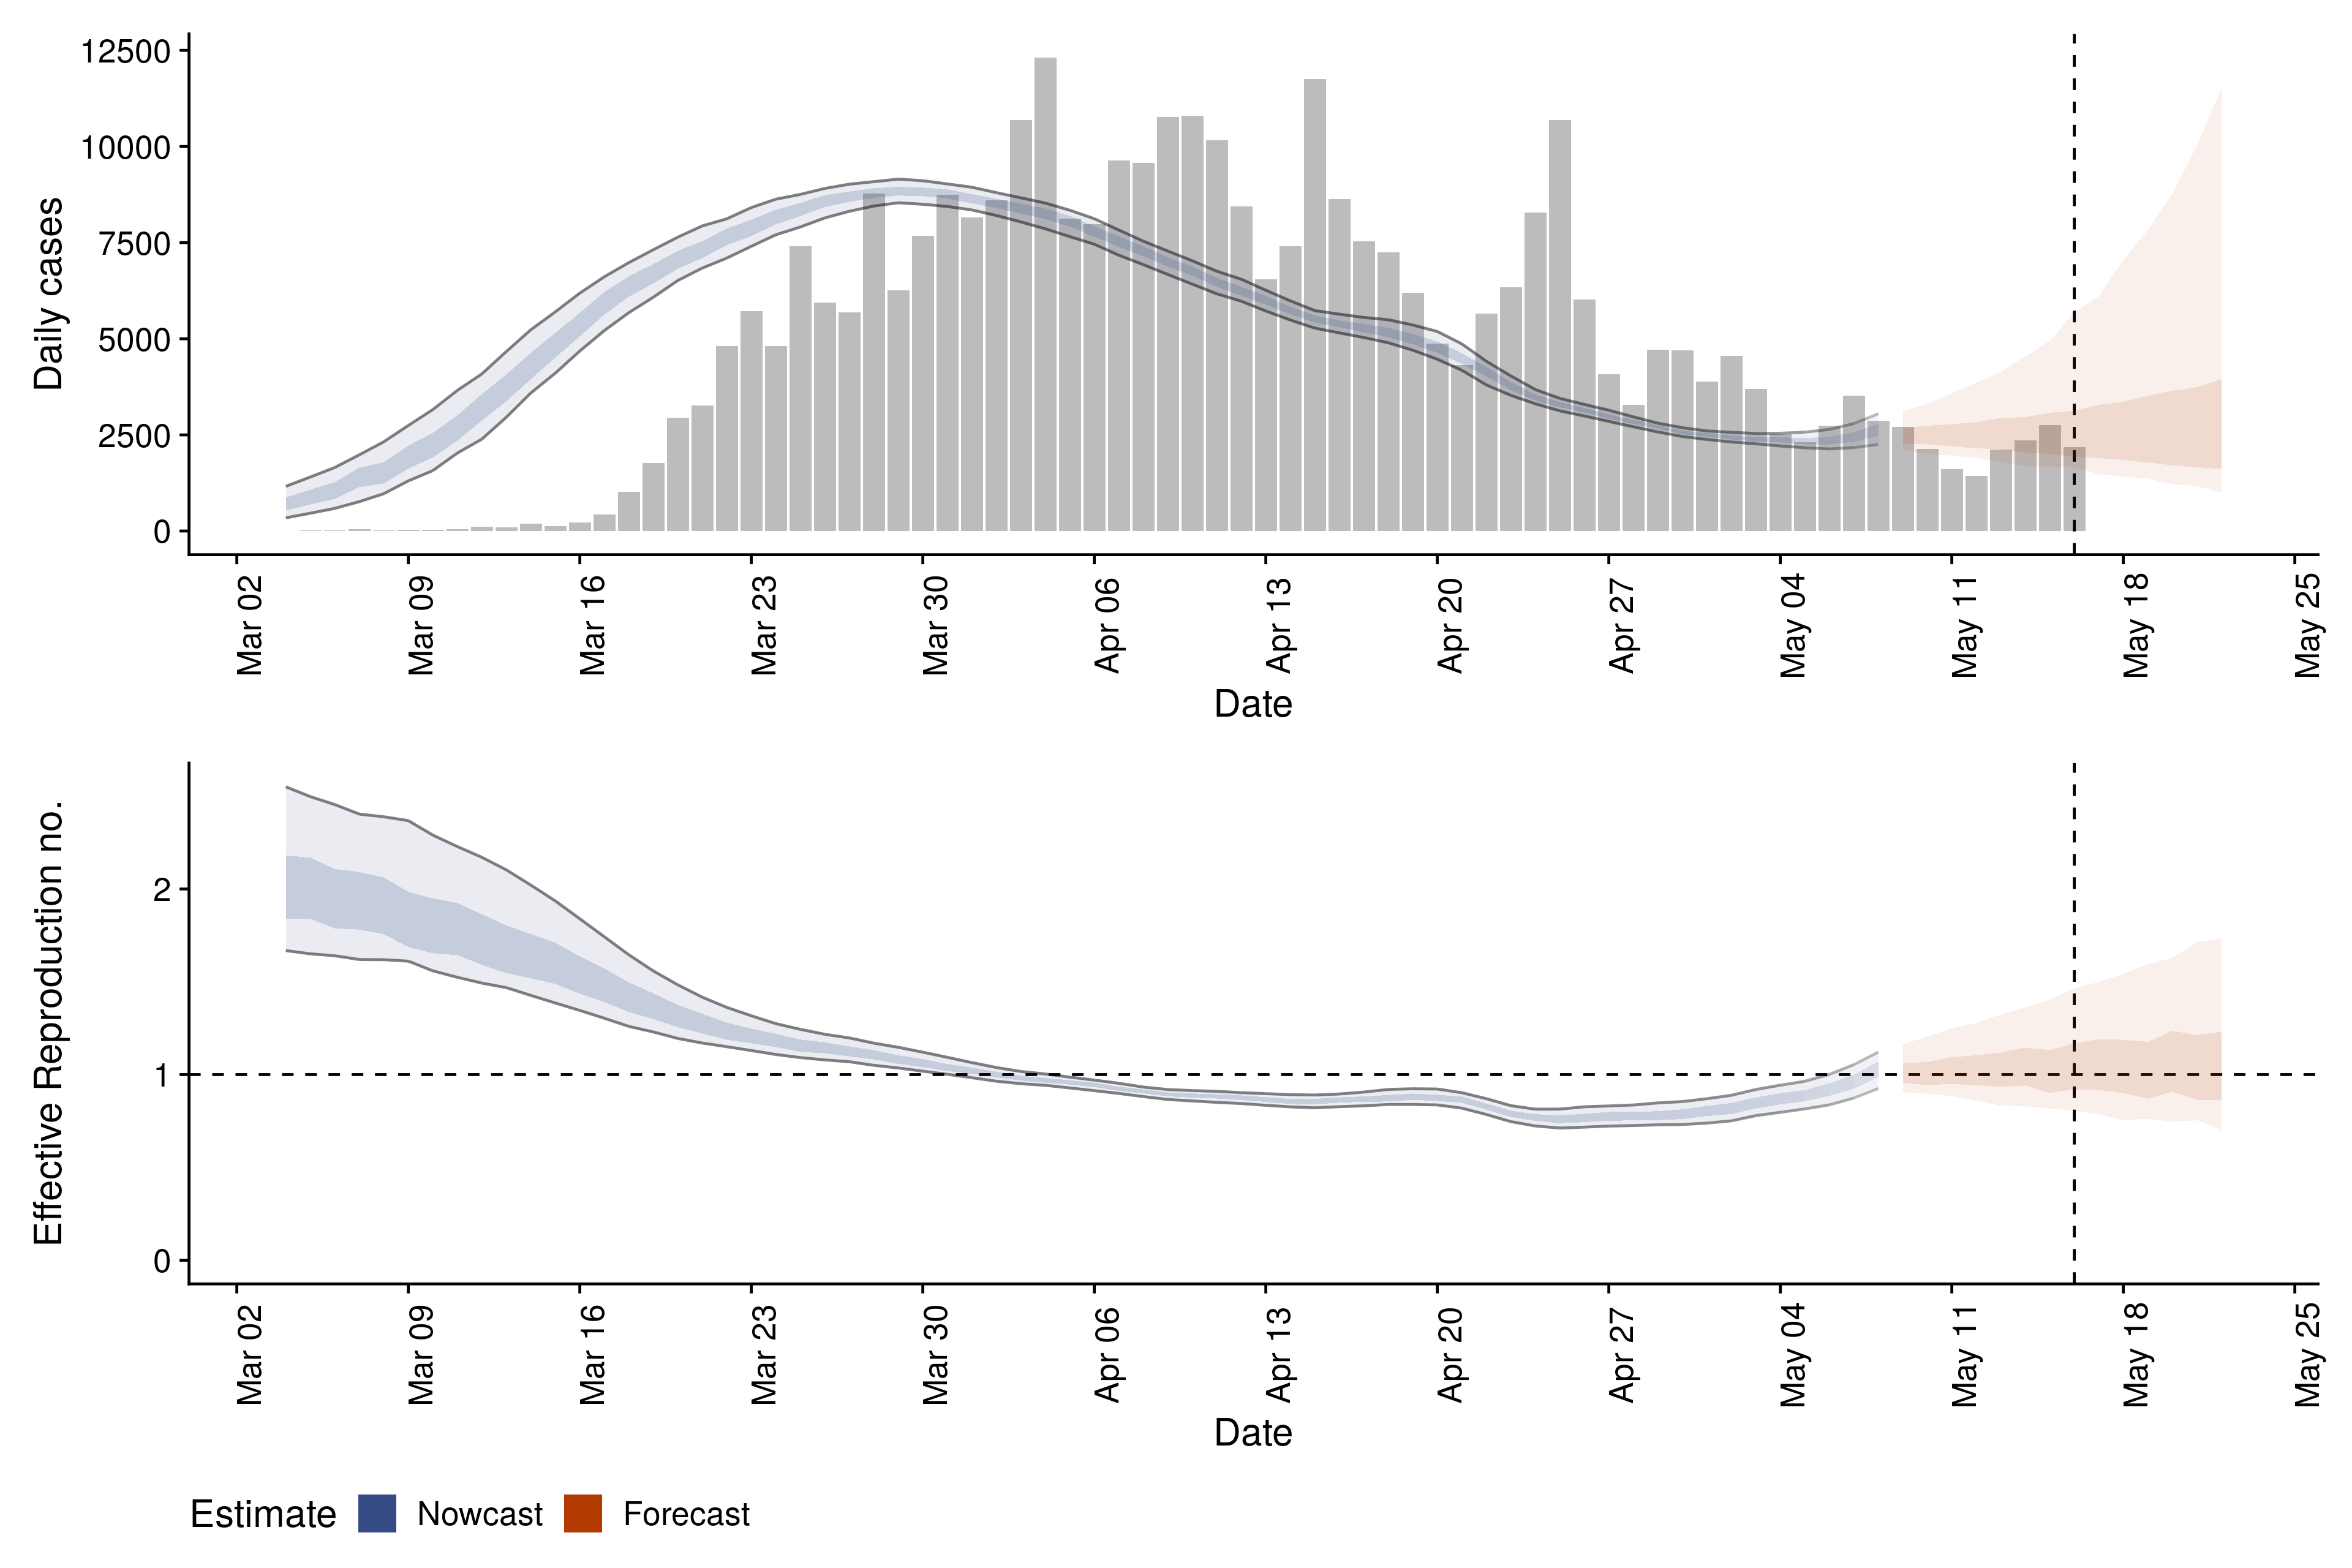 12500
10000
7500
5000
2500
0
Daily cases
Mar 02
Mar 09
Mar 16
Mar 23
Mar 30
Apr 06
Apr 13
Apr 20
Apr 27
May 04
May 11
May 18
May 25
Date
2
1
0
Effective Reproduction no.
Mar 02
Mar 09
Mar 16
Mar 23
Mar 30
Apr 06
Apr 13
Apr 20
Apr 27
May 04
May 11
May 18
May 25
Date
Estimate Nowcast Forecast